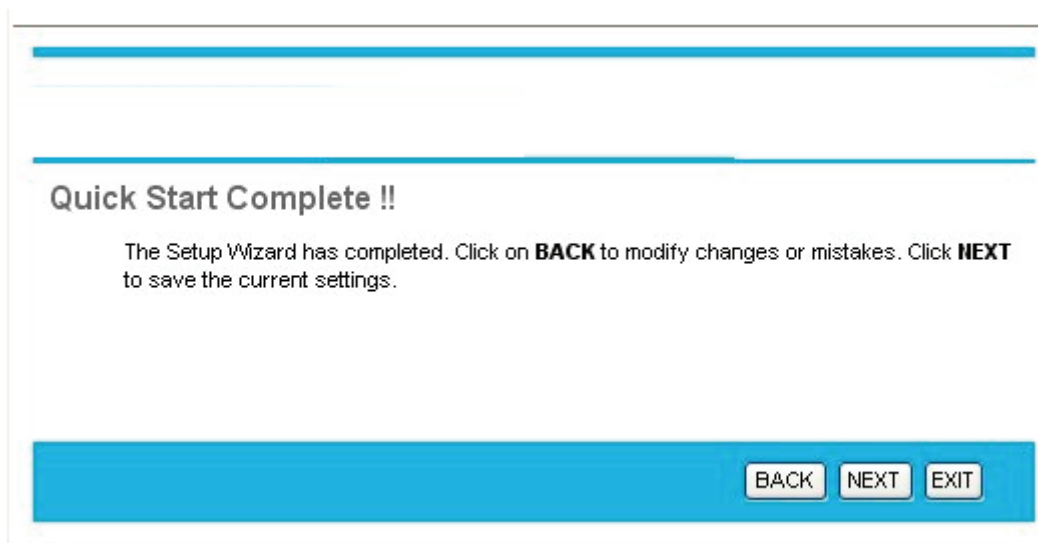 Quick Start Complete !!
The Setup Wizard has completed. Click on BACK to modify changes or mistakes. Click NEXT
to save the current settings.
BACK NEXT EXIT